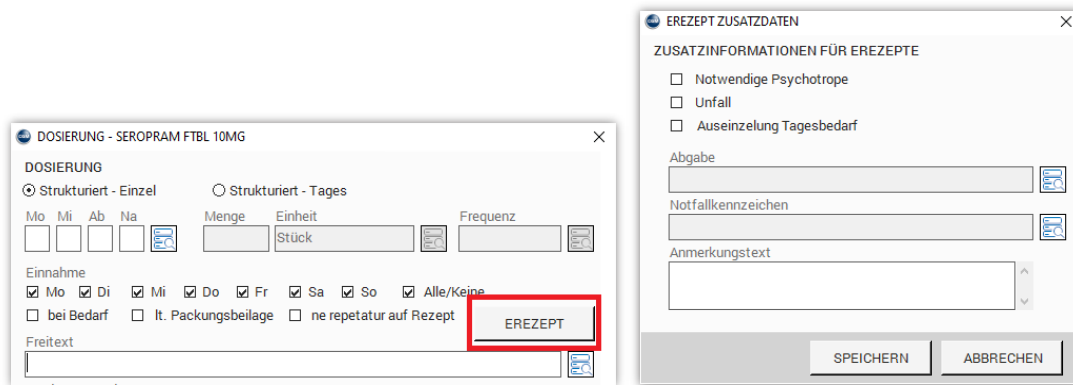 DOSIERUNG - SEROPRAM FTBL 10MG
DOSIERUNG
Strukturiert - Einzel Strukturiert - Tages
Mo Mi Ab Na Menge Einheit Frequenz
Stück
Einnahme
Mo Di Mi Do Fr Sa So Alle/Keine
bei Bedarf lt. Packungsbeilage ne repetatur auf Rezept
EREZEPT
Freitext
EREZEPT ZUSATZDATEN
ZUSATZINFORMATIONEN FÜR EREZEPTE
Notwendige Psychotrope
Unfall
Auseinzelung Tagesbedarf
Abgabe
Notfallkennzeichen
Anmerkungstext
SPEICHERN ABBRECHEN